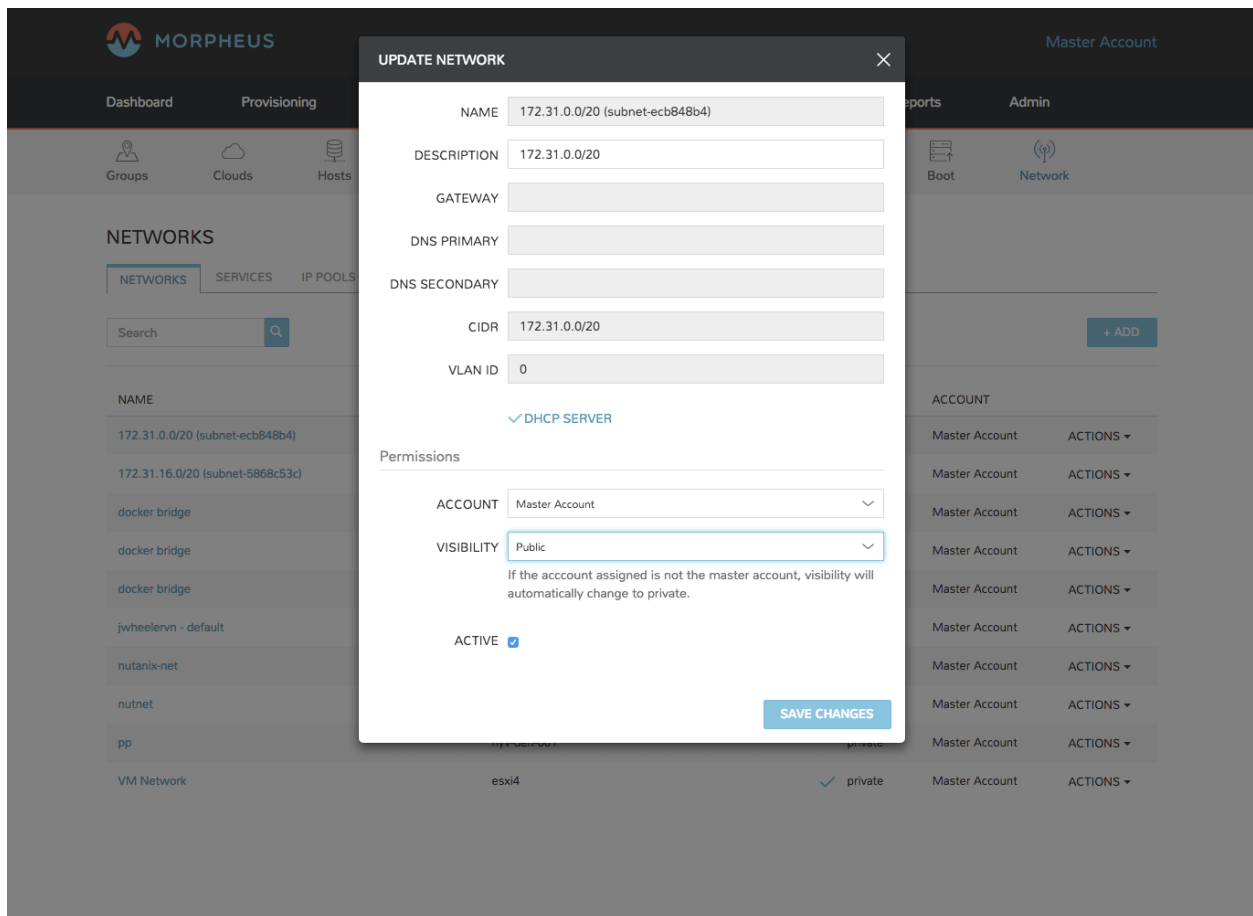 MORPHEUS
Master Account
Dashboard Provisioning eports Admin
Groups Clouds Hosts Boot Network
NETWORKS
NETWORKS SERVICES IP POOLS
Search
+ ADD
NAME ACCOUNT
172.31.0.0/20 (subnet-ecb848b4) Master Account ACTIONS
172.31.16.0/20 (subnet-5868c53c) Master Account ACTIONS
docker bridge Master Account ACTIONS
docker bridge Master Account ACTIONS
docker bridge Master Account ACTIONS
jwheelervn - default Master Account ACTIONS
nutanix-net Master Account ACTIONS
nutnet Master Account ACTIONS
pp private Master Account ACTIONS
VM Network esxi4 private Master Account ACTIONS
UPDATE NETWORK
NAME 172.31.0.0/20 (subnet-ecb848b4)
DESCRIPTION 172.31.0.0/20
GATEWAY
DNS PRIMARY
DNS SECONDARY
CIDR 172.31.0.0/20
VLAN ID 0
DHCP SERVER
Permissions
ACCOUNT Master Account
VISIBILITY Public
If the acccount assigned is not the master account, visibility will
automatically change to private.
ACTIVE
SAVE CHANGES